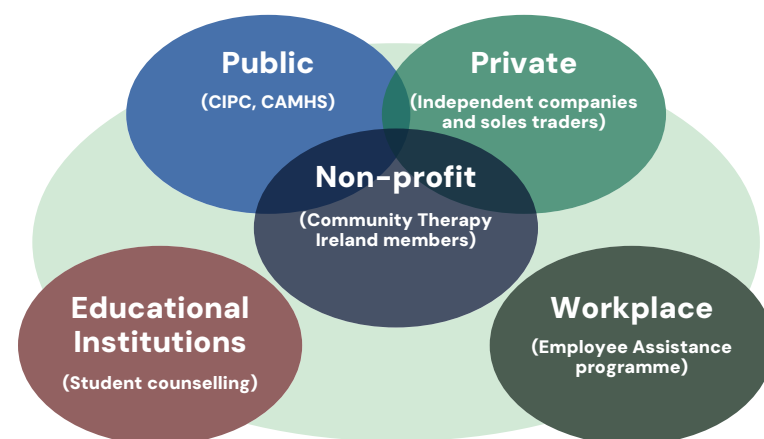 Public
(CIPC, CAMHS)
Private
(Independent companies
and soles traders)
Non-profit
(Community Therapy
Ireland members)
Educational
Institutions
(Student counselling)
Workplace
(Employee Assistance
programme)